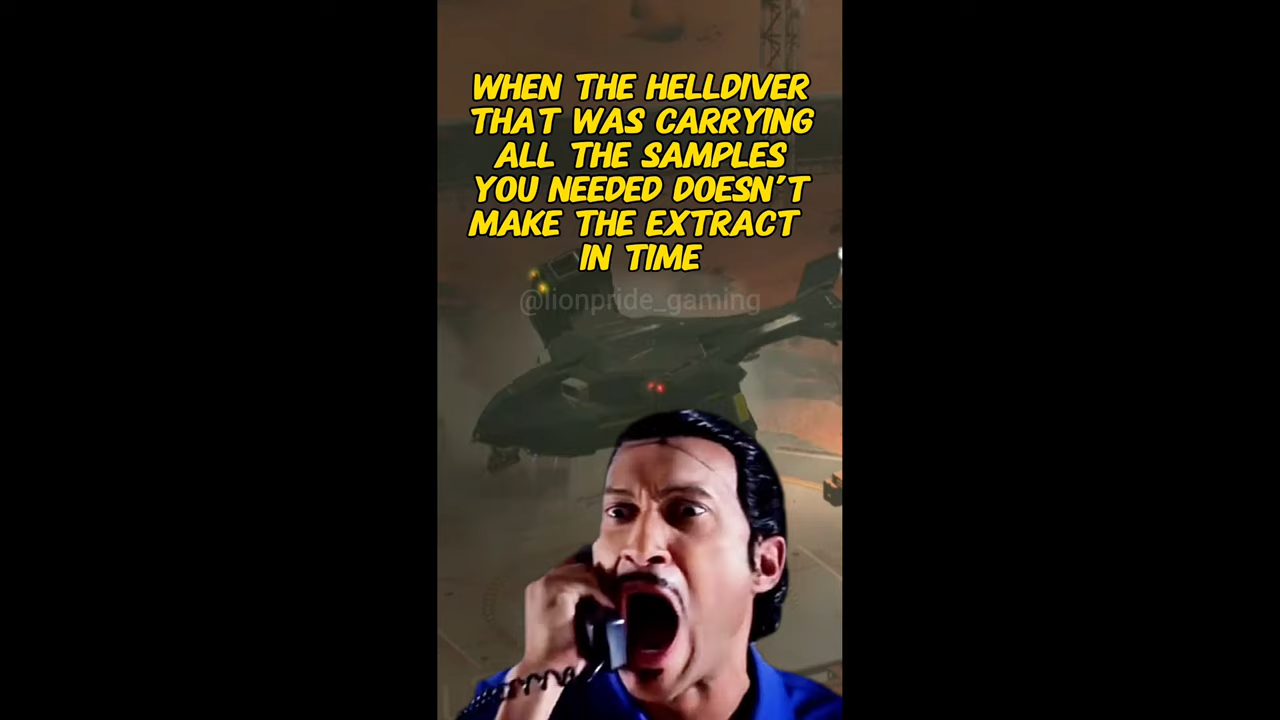 WHEN THE HELLDIVER
THAT WAS CARRYING
ALL THE SAMPLES
YOU NEEDED DOESN'T
MAKE THE EXTRACT
IN TIME
@lionpride_gaming